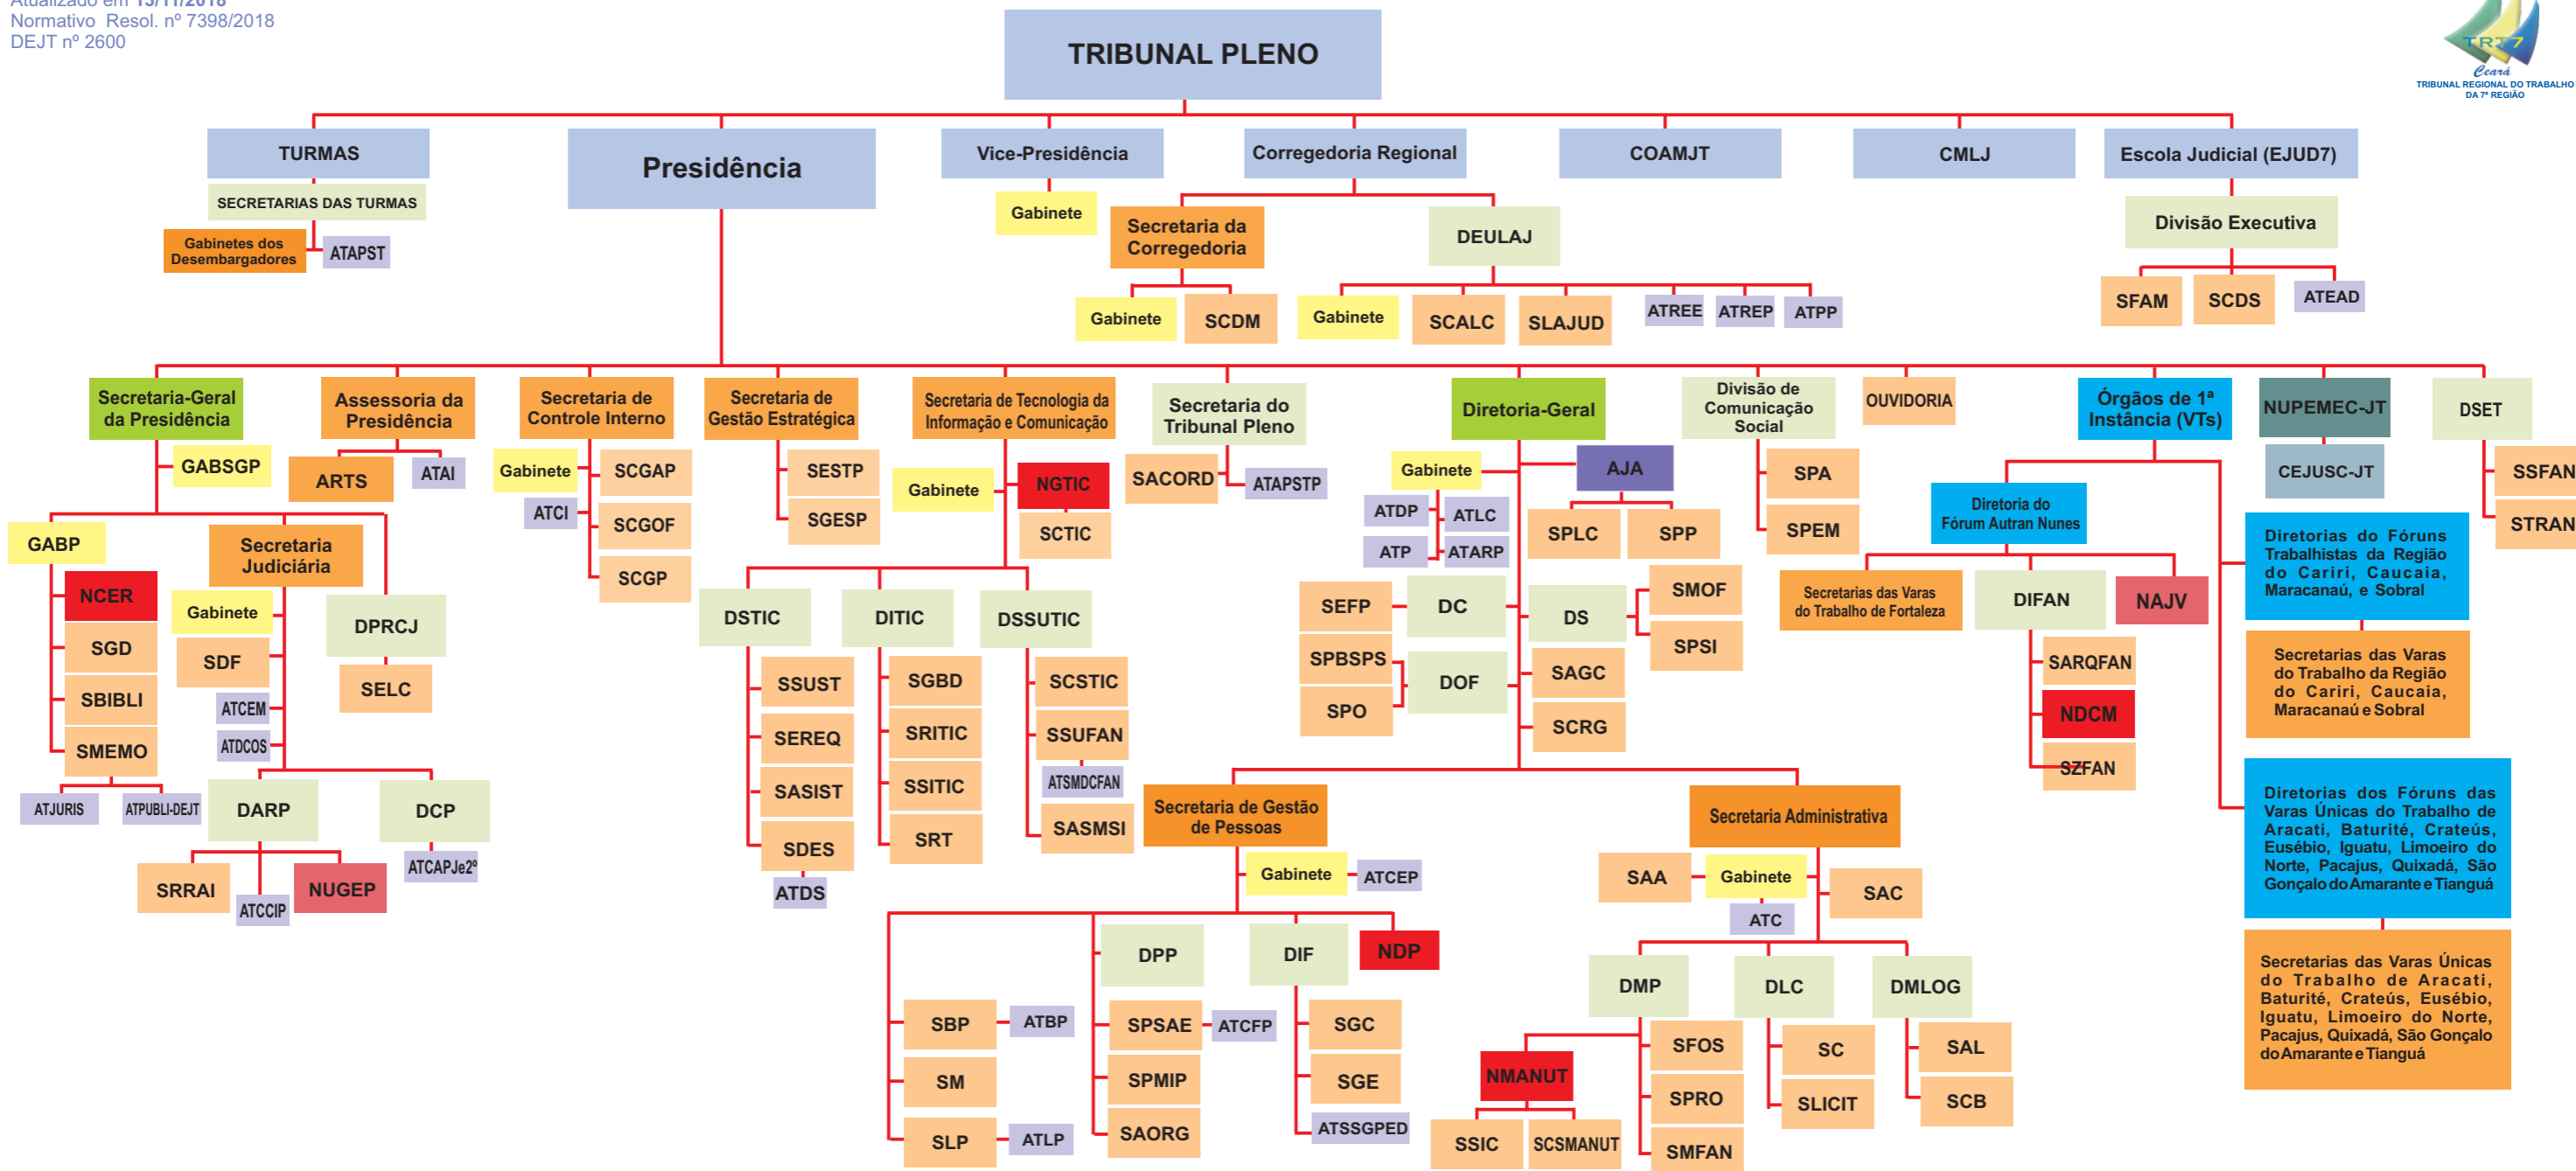 Atualizado em 13/11/2018
Normativo Resol. nº 7398/2018
DEJT nº 2600
TRIBUNAL PLENO
TRT7
Ceará
TRIBUNAL REGIONAL DO TRABALHO
DA 7ª REGIÃO
TURMAS
Presidência
Vice-Presidência
Corregedoria Regional
COAMJT
CMLJ
Escola Judicial (EJUD7)
SECRETARIAS DAS TURMAS
Gabinetes dos
Desembargadores
ATAPST
Gabinete
Secretaria da
Corregedoria
DEULAJ
Divisão Executiva
Gabinete
SCDM
Gabinete
SCALC
SLAJUD
ATREE
ATREP
ATPP
SFAM
SCDS
ATEAD
Secretaria-Geral
da Presidência
Assessoria da
Presidência
Secretaria de
Controle Interno
Secretaria de
Gestão Estratégica
Secretaria de Tecnologia da
Informação e Comunicação
Secretaria do
Tribunal Pleno
Diretoria-Geral
Divisão de
Comunicação
Social
OUVIDORIA
Órgãos de 1ª
Instância (VTs)
NUPEMEC-JT
DSET
GABSGP
ARTS
ATAI
Gabinete
SCGAP
ATCI
SCGOF
SCGP
SESTP
SGESP
Gabinete
NGTIC
SCTIC
SACORD
ATAPSTP
Gabinete
AJA
ATDP
ATLC
ATP
ATARP
SPLC
SPP
SPA
SPEM
CEJUSC-JT
SSFAN
STRAN
Diretoria do
Fórum Autran Nunes
Diretorias do Fóruns
Trabalhistas da Região
do Cariri, Caucaia,
Maracanaú, e Sobral
GABP
Secretaria
Judiciária
NCER
Gabinete
DPRCJ
SGD
SDF
SELC
SBIBLI
ATCEM
ATDCOS
SMEMO
ATJURIS
ATPUBLI-DEJT
DARP
DCP
SRRAI
ATCCIP
NUGEP
ATCAPJe2º
DSTIC
DITIC
DSSUTIC
SSUST
SGBD
SCSTIC
SEREQ
SRITIC
SSUFAN
ATSMDCFAN
SASIST
SSITIC
SDES
SRT
SASMSI
ATDS
SEFP
DC
DS
SMOF
SPSI
SPBSPS
DOF
SAGC
SPO
SCRG
Secretarias das Varas
do Trabalho de Fortaleza
DIFAN
NAJV
SARQFAN
NDCM
SZFAN
Secretarias das Varas
do Trabalho da Região
do Cariri, Caucaia,
Maracanaú e Sobral
Diretorias dos Fóruns das
Varas Únicas do Trabalho de
Aracati, Baturité, Crateús,
Eusébio, Iguatu, Limoeiro do
Norte, Pacajus, Quixadá, São
Gonçalo do Amarante e Tianguá
Secretarias das Varas Únicas
do Trabalho de Aracati,
Baturité, Crateús, Eusébio,
Iguatu, Limoeiro do Norte,
Pacajus, Quixadá, São Gonçalo
do Amarante e Tianguá
Secretaria de Gestão
de Pessoas
Secretaria Administrativa
Gabinete
ATCEP
SAA
Gabinete
SAC
ATC
DPP
DIF
NDP
SBP
ATBP
SPSAE
ATCFP
SGC
SM
SPMIP
SGE
SLP
ATLP
SAORG
ATSSGPED
DMP
DLC
DMLOG
NMANUT
SFOS
SC
SAL
SPRO
SLICIT
SCB
SSIC
SCSMANUT
SMFAN